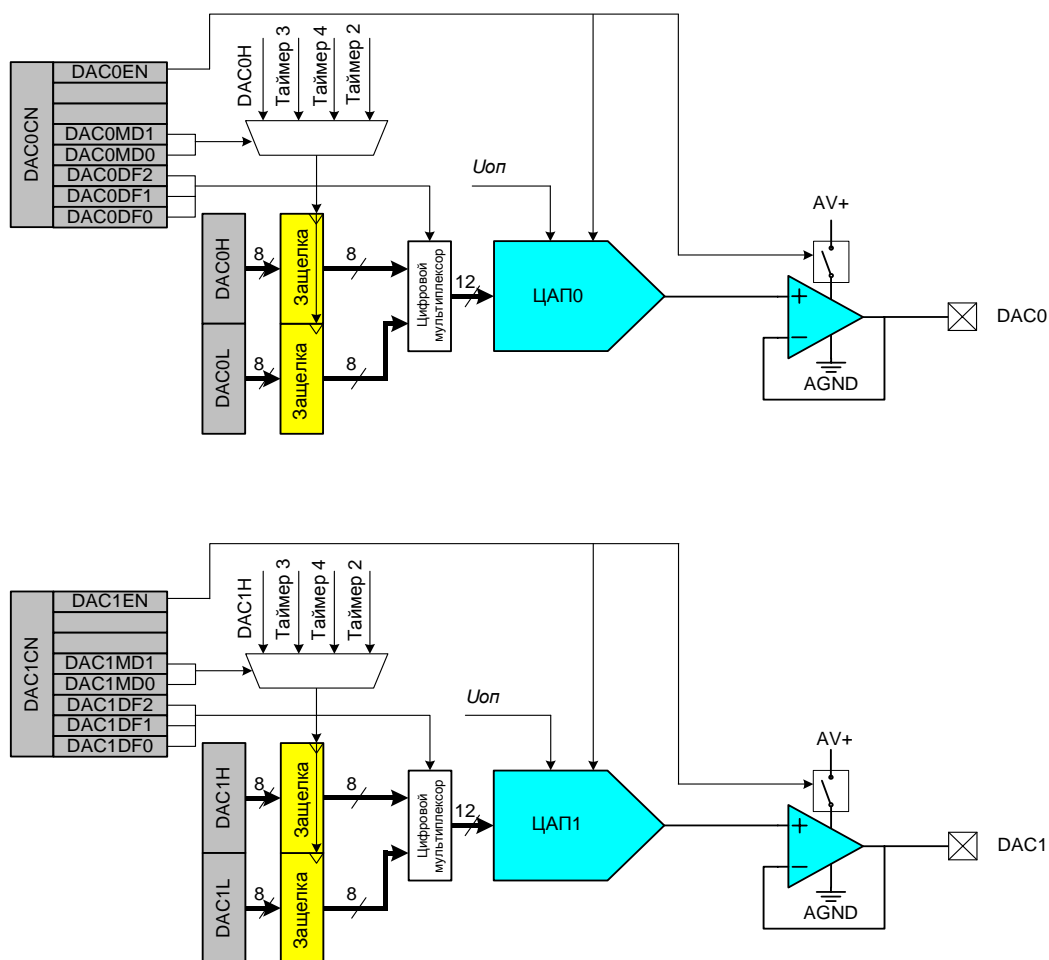 DAC0CN
DAC0EN
DAC0MD1
DAC0MD0
DAC0DF2
DAC0DF1
DAC0DF0
DAC0H
Таймер 3
Таймер 4
Таймер 2
Uоп
AV+
DAC0H
8
Защелка
8
Цифровой
мультиплексор
12
ЦАП0
+
−
DAC0
AGND
DAC0L
8
Защелка
8
DAC1CN
DAC1EN
DAC1MD1
DAC1MD0
DAC1DF2
DAC1DF1
DAC1DF0
DAC1H
Таймер 3
Таймер 4
Таймер 2
Uоп
AV+
DAC1H
8
Защелка
8
Цифровой
мультиплексор
12
ЦАП1
+
−
DAC1
AGND
DAC1L
8
Защелка
8